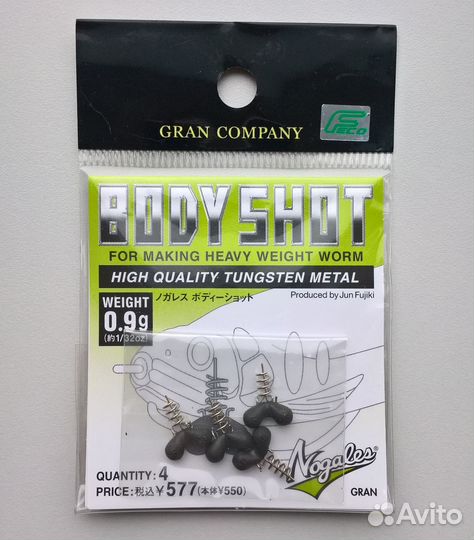 GRAN COMPANY
FECO
BODY SHOT
FOR MAKING HEAVY WEIGHT WORM
HIGH QUALITY TUNGSTEN METAL
WEIGHT
0.9g
(約1/32oz)
ノガレス ボディーショット
Produced by Jun Fujiki
Nogales®
QUANTITY: 4
PRICE: 税込¥577(本体¥550)
GRAN
Avito